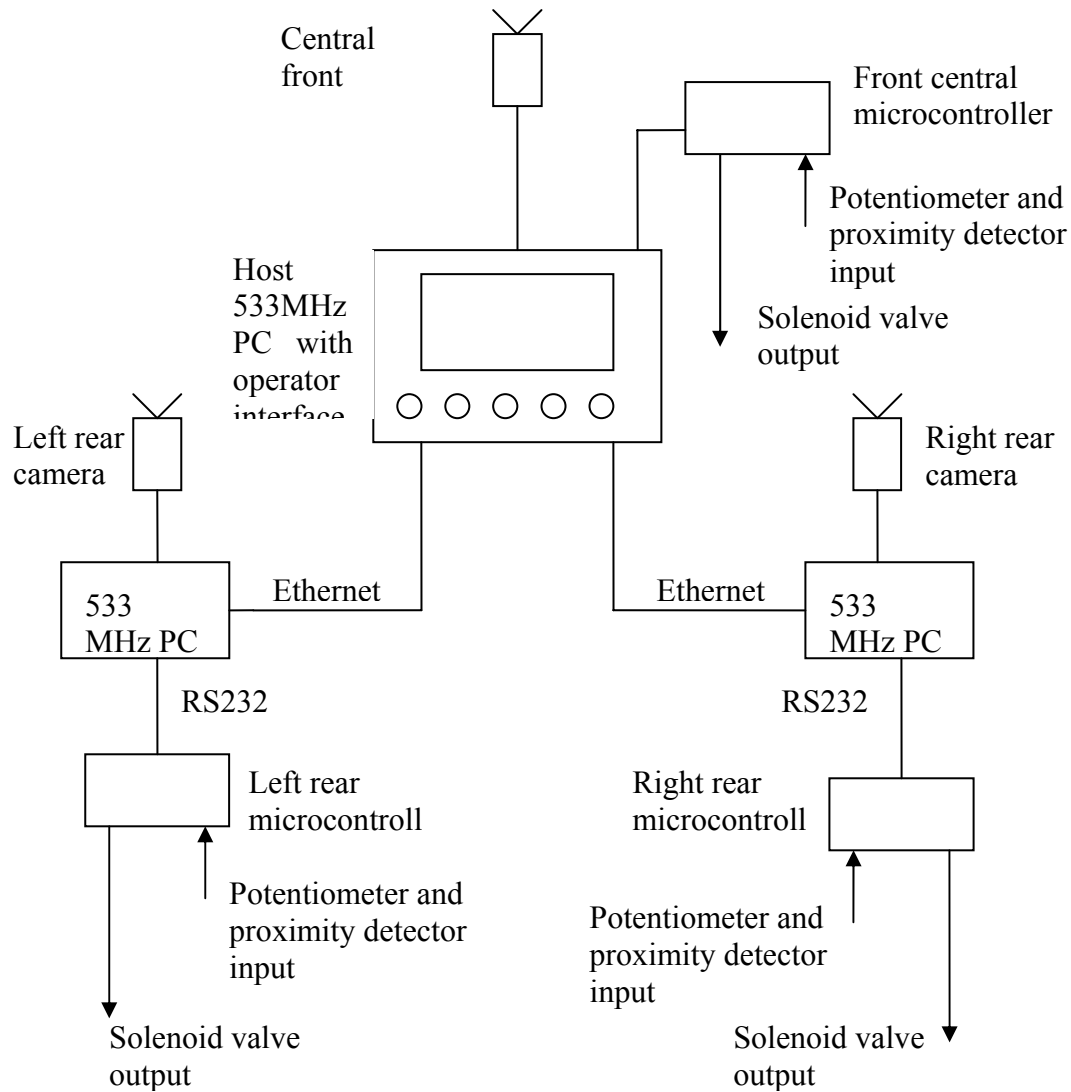 Central
front
Front central
microcontroller
Potentiometer and
proximity detector
input
Solenoid valve
output
Host
533MHz
PC with
operator
interface
Left rear
camera
Right rear
camera
Ethernet
Ethernet
533
MHz PC
533
MHz PC
RS232
RS232
Left rear
microcontroll
Right rear
microcontroll
Potentiometer and
proximity detector
input
Potentiometer and
proximity detector
input
Solenoid valve
output
Solenoid valve
output